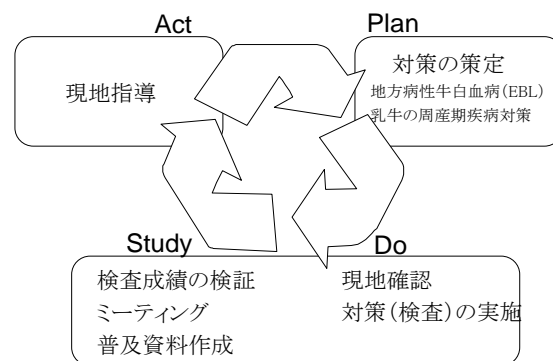 Act
現地指導
Plan
対策の策定
地方病性牛白血病(EBL)
乳牛の周産期疾病対策
Study
検査成績の検証
ミーティング
普及資料作成
Do
現地確認
対策(検査)の実施